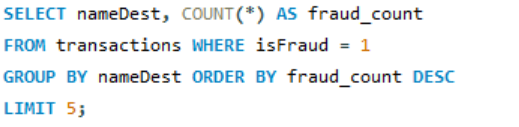 SELECT nameDest, COUNT(*) AS fraud_count
FROM transactions WHERE isFraud = 1
GROUP BY nameDest ORDER BY fraud_count DESC
LIMIT 5;